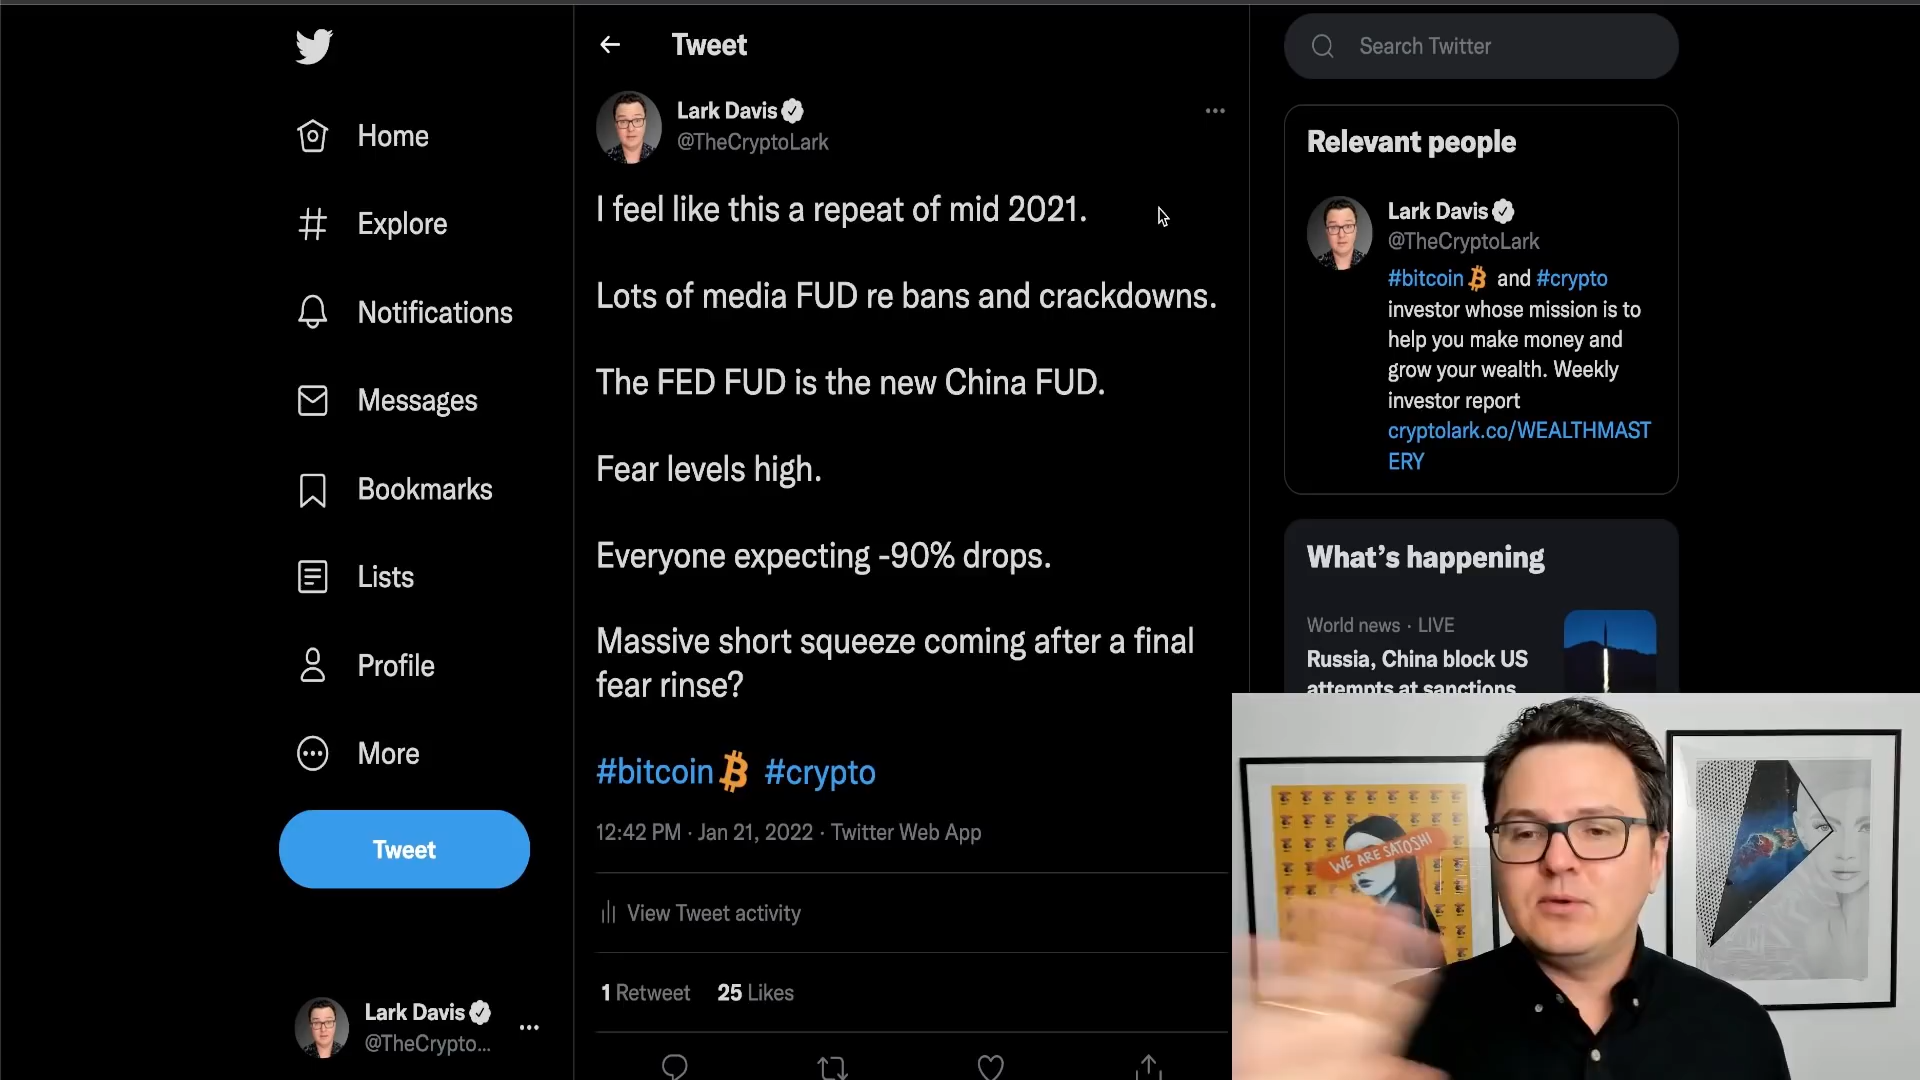 Home
Explore
Notifications
Messages
Bookmarks
Lists
Profile
More
Tweet
Lark Davis
@TheCrypto...
Tweet
Lark Davis
@TheCryptoLark
I feel like this a repeat of mid 2021.
Lots of media FUD re bans and crackdowns.
The FED FUD is the new China FUD.
Fear levels high.
Everyone expecting -90% drops.
Massive short squeeze coming after a final
fear rinse?
#bitcoin #crypto
12:42 PM · Jan 21, 2022 · Twitter Web App
View Tweet activity
1 Retweet 25 Likes
Search Twitter
Relevant people
Lark Davis
@TheCryptoLark
#bitcoin and #crypto
investor whose mission is to
help you make money and
grow your wealth. Weekly
investor report
cryptolark.co/WEALTHMAST
ERY
What's happening
World news · LIVE
Russia, China block US
attempts at sanctions
WE ARE SATOSHI